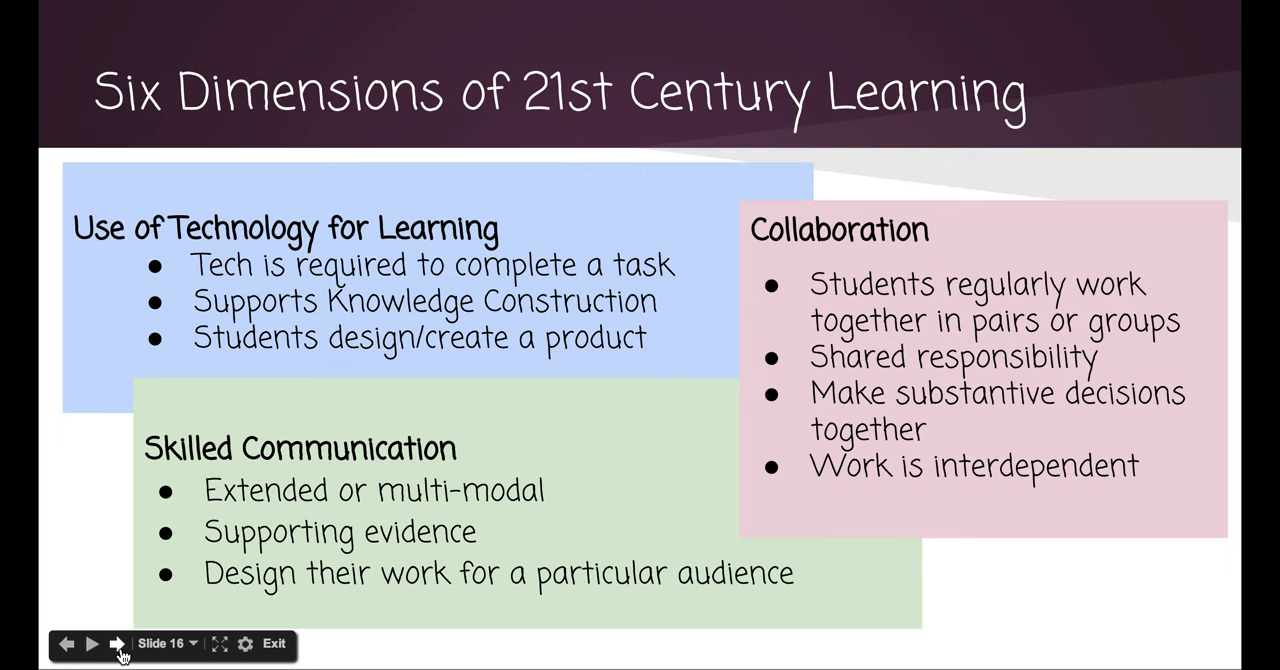 Six Dimensions of 21st Century Learning
Use of Technology for Learning
● Tech is required to complete a task
● Supports Knowledge Construction
● Students design/create a product
Collaboration
● Students regularly work
together in pairs or groups
● Shared responsibility
● Make substantive decisions
together
● Work is interdependent
Skilled Communication
● Extended or multi-modal
● Supporting evidence
● Design their work for a particular audience
Slide 16
Exit